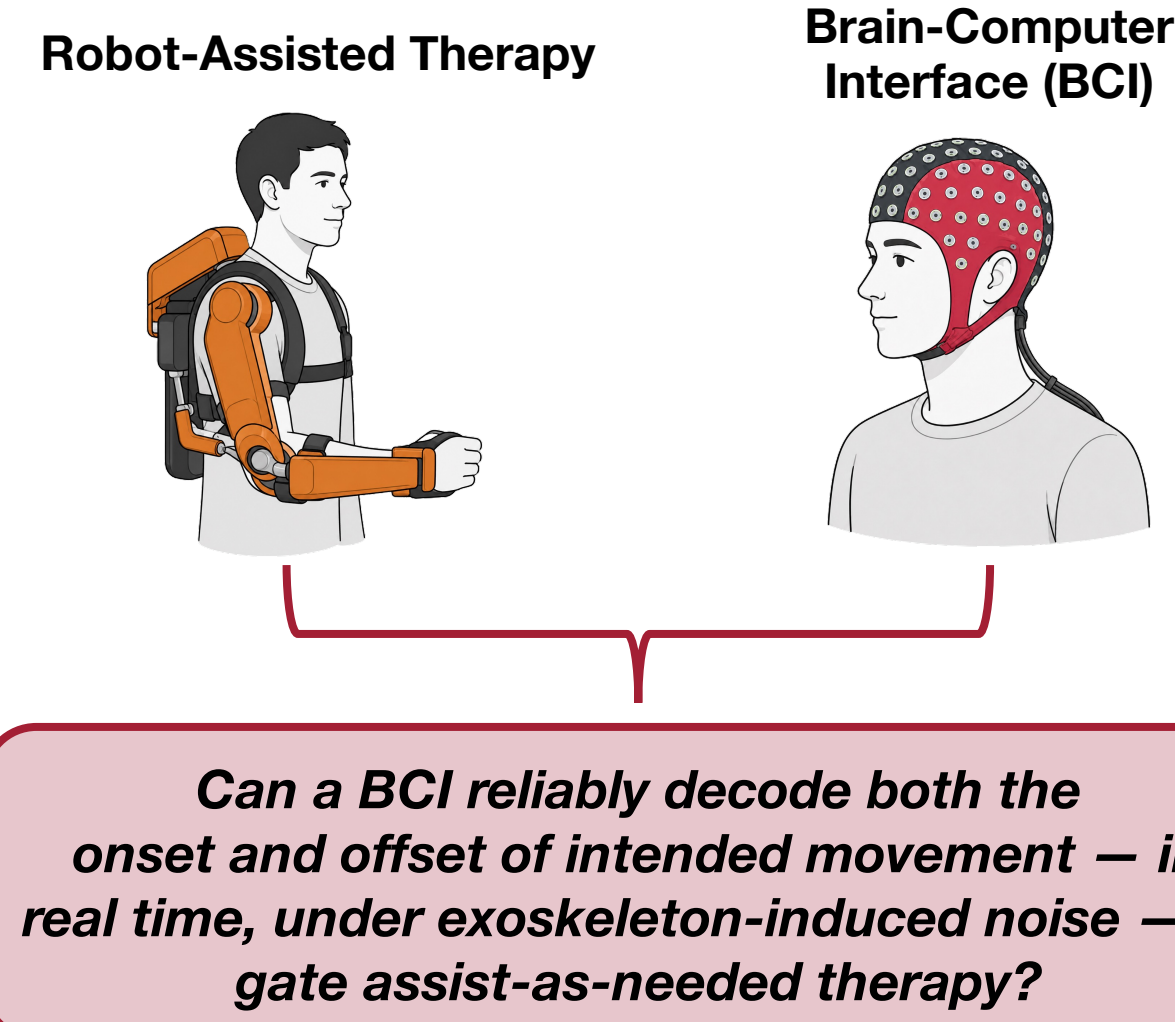 Robot-Assisted Therapy
Brain-Computer
Interface (BCI)
Can a BCI reliably decode both the
onset and offset of intended movement —
real time, under exoskeleton-induced noise —
gate assist-as-needed therapy?